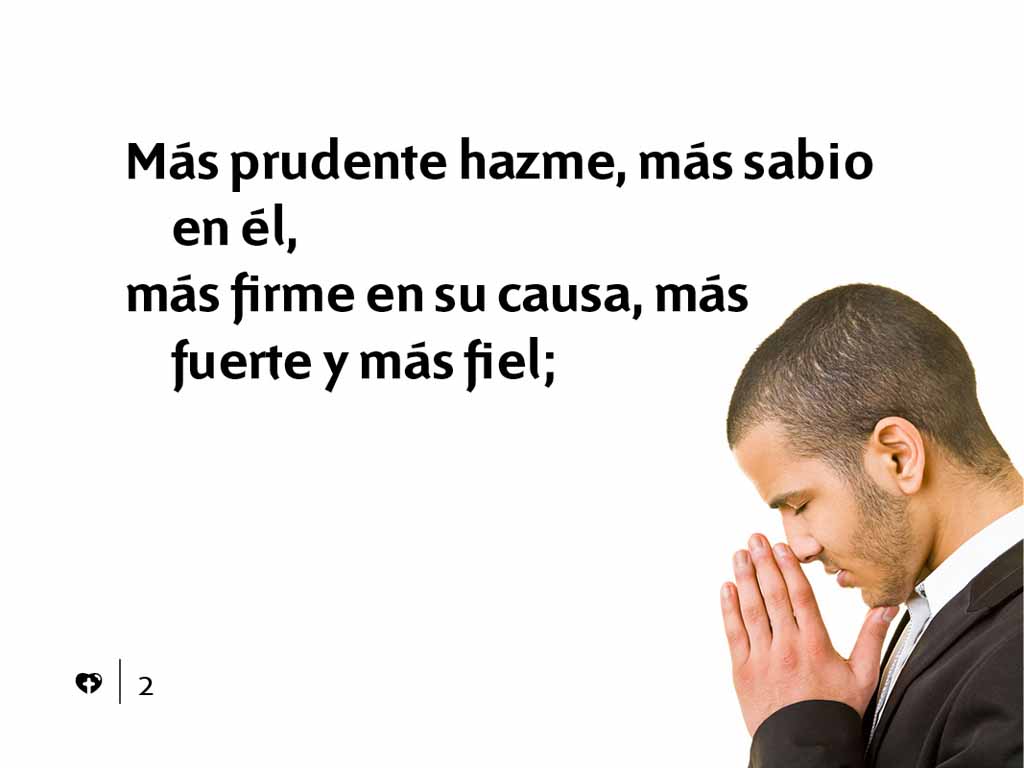 Más prudente hazme, más sabio
en él,
más firme en su causa, más
fuerte y más fiel;
2